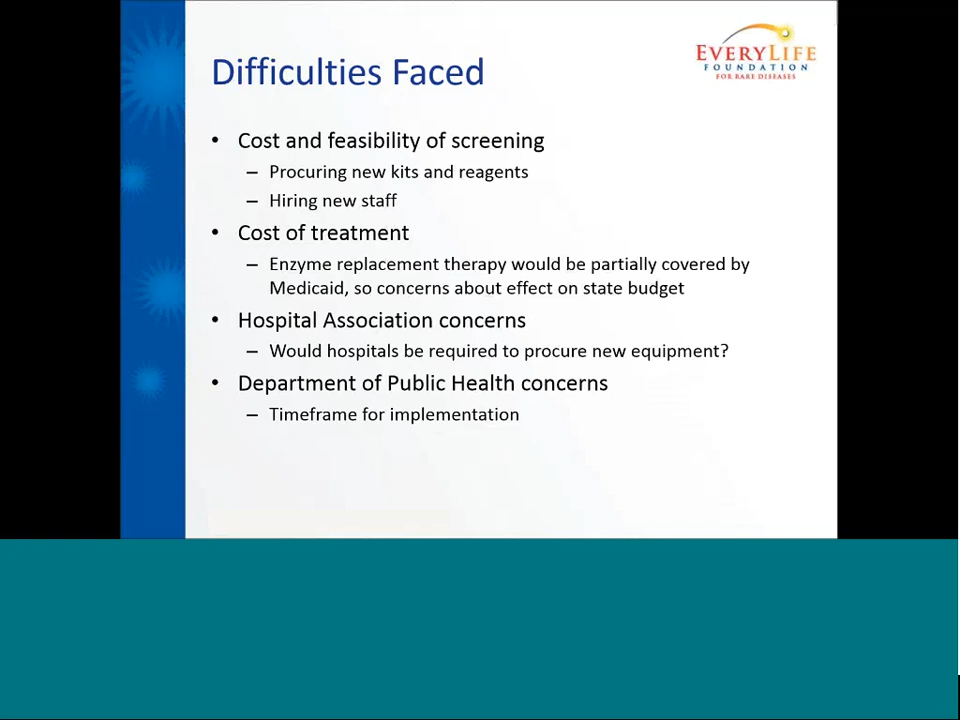 EVERYLIFE
FOUNDATION
FOR RARE DISEASES
Difficulties Faced
• Cost and feasibility of screening
– Procuring new kits and reagents
– Hiring new staff
• Cost of treatment
– Enzyme replacement therapy would be partially covered by
Medicaid, so concerns about effect on state budget
• Hospital Association concerns
– Would hospitals be required to procure new equipment?
• Department of Public Health concerns
– Timeframe for implementation